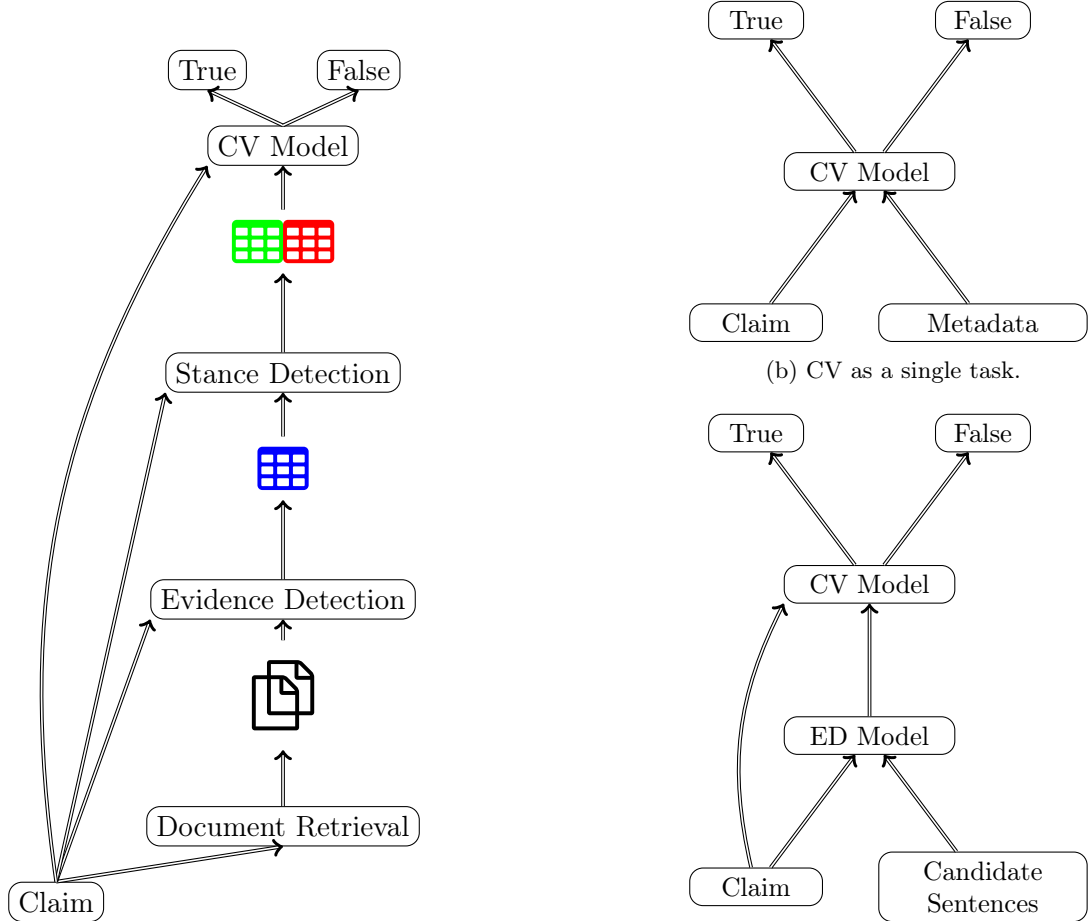 True
False
CV Model
Stance Detection
Evidence Detection
Document Retrieval
Claim
True
False
CV Model
Claim
Metadata
(b) CV as a single task.
True
False
CV Model
ED Model
Claim
Candidate
Sentences